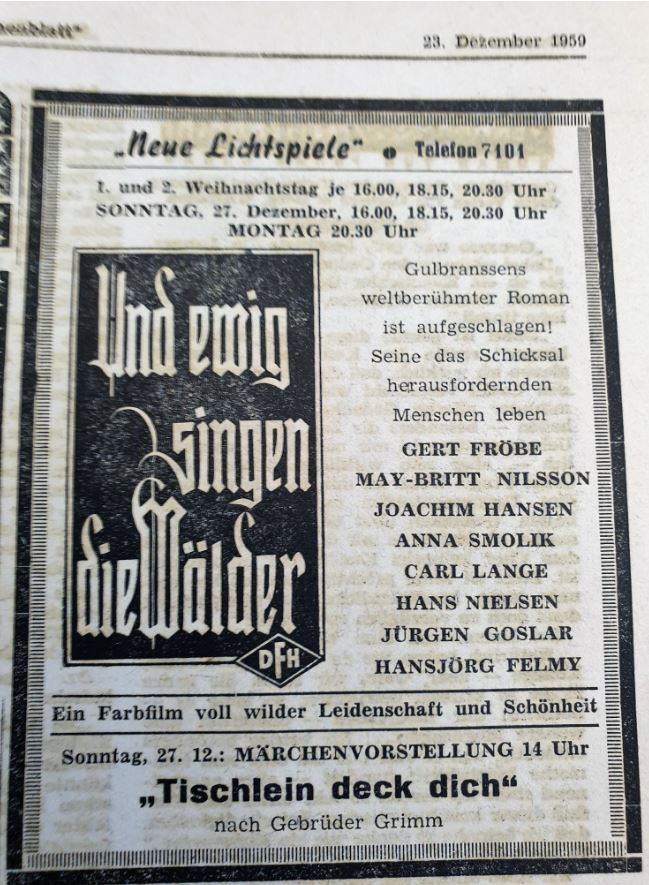 23. Dezember 1959
„Neue Lichtspiele“ ● Telefon 7101
1. und 2. Weihnachtstag je 16.00, 18.15, 20.30 Uhr
SONNTAG, 27. Dezember, 16.00, 18.15, 20.30 Uhr
MONTAG 20.30 Uhr
Und ewig
singen
die Wälder
DFH
Gulbranssens
weltberühmter Roman
ist aufgeschlagen!
Seine das Schicksal
herausfordernden
Menschen leben
GERT FRÖBE
MAY-BRITT NILSSON
JOACHIM HANSEN
ANNA SMOLIK
CARL LANGE
HANS NIELSEN
JÜRGEN GOSLAR
HANSJÖRG FELMY
Ein Farbfilm voll wilder Leidenschaft und Schönheit
Sonntag, 27. 12.: MÄRCHENVORSTELLUNG 14 Uhr
„Tischlein deck dich“
nach Gebrüder Grimm